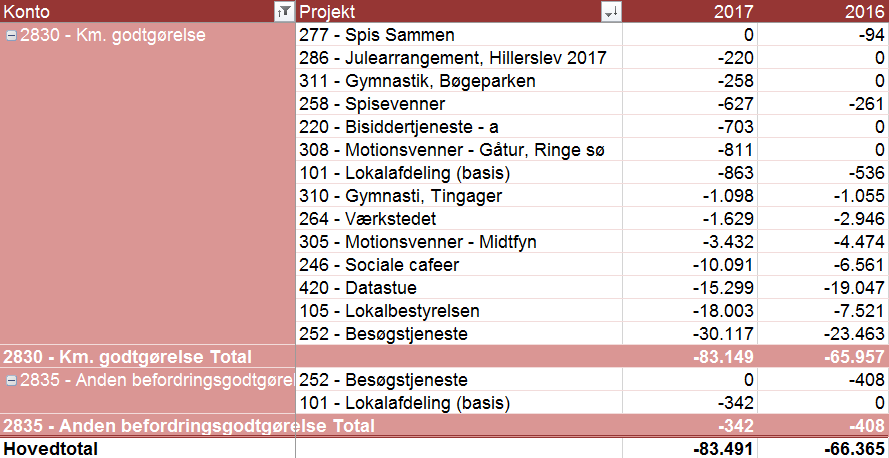 Konto Projekt 2017 2016
2830 - Km. godtgørelse 277 - Spis Sammen 0 -94
286 - Julearrangement, Hillerslev 2017 -220 0
311 - Gymnastik, Bøgeparken -258 0
258 - Spisevenner -627 -261
220 - Bisiddertjeneste - a -703 0
308 - Motionsvenner - Gåtur, Ringe sø -811 0
101 - Lokalafdeling (basis) -863 -536
310 - Gymnasti, Tingager -1.098 -1.055
264 - Værkstedet -1.629 -2.946
305 - Motionsvenner - Midtfyn -3.432 -4.474
246 - Sociale cafeer -10.091 -6.561
420 - Datastue -15.299 -19.047
105 - Lokalbestyrelsen -18.003 -7.521
252 - Besøgstjeneste -30.117 -23.463
2830 - Km. godtgørelse Total -83.149 -65.957
2835 - Anden befordringsgodtgøre 252 - Besøgstjeneste 0 -408
101 - Lokalafdeling (basis) -342 0
2835 - Anden befordringsgodtgørelse Total -342 -408
Hovedtotal -83.491 -66.365